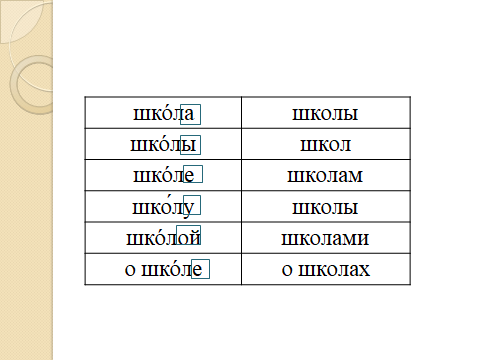 шко́ла школы
шко́лы школ
шко́ле школам
шко́лу школы
шко́лой школами
о шко́ле о школах